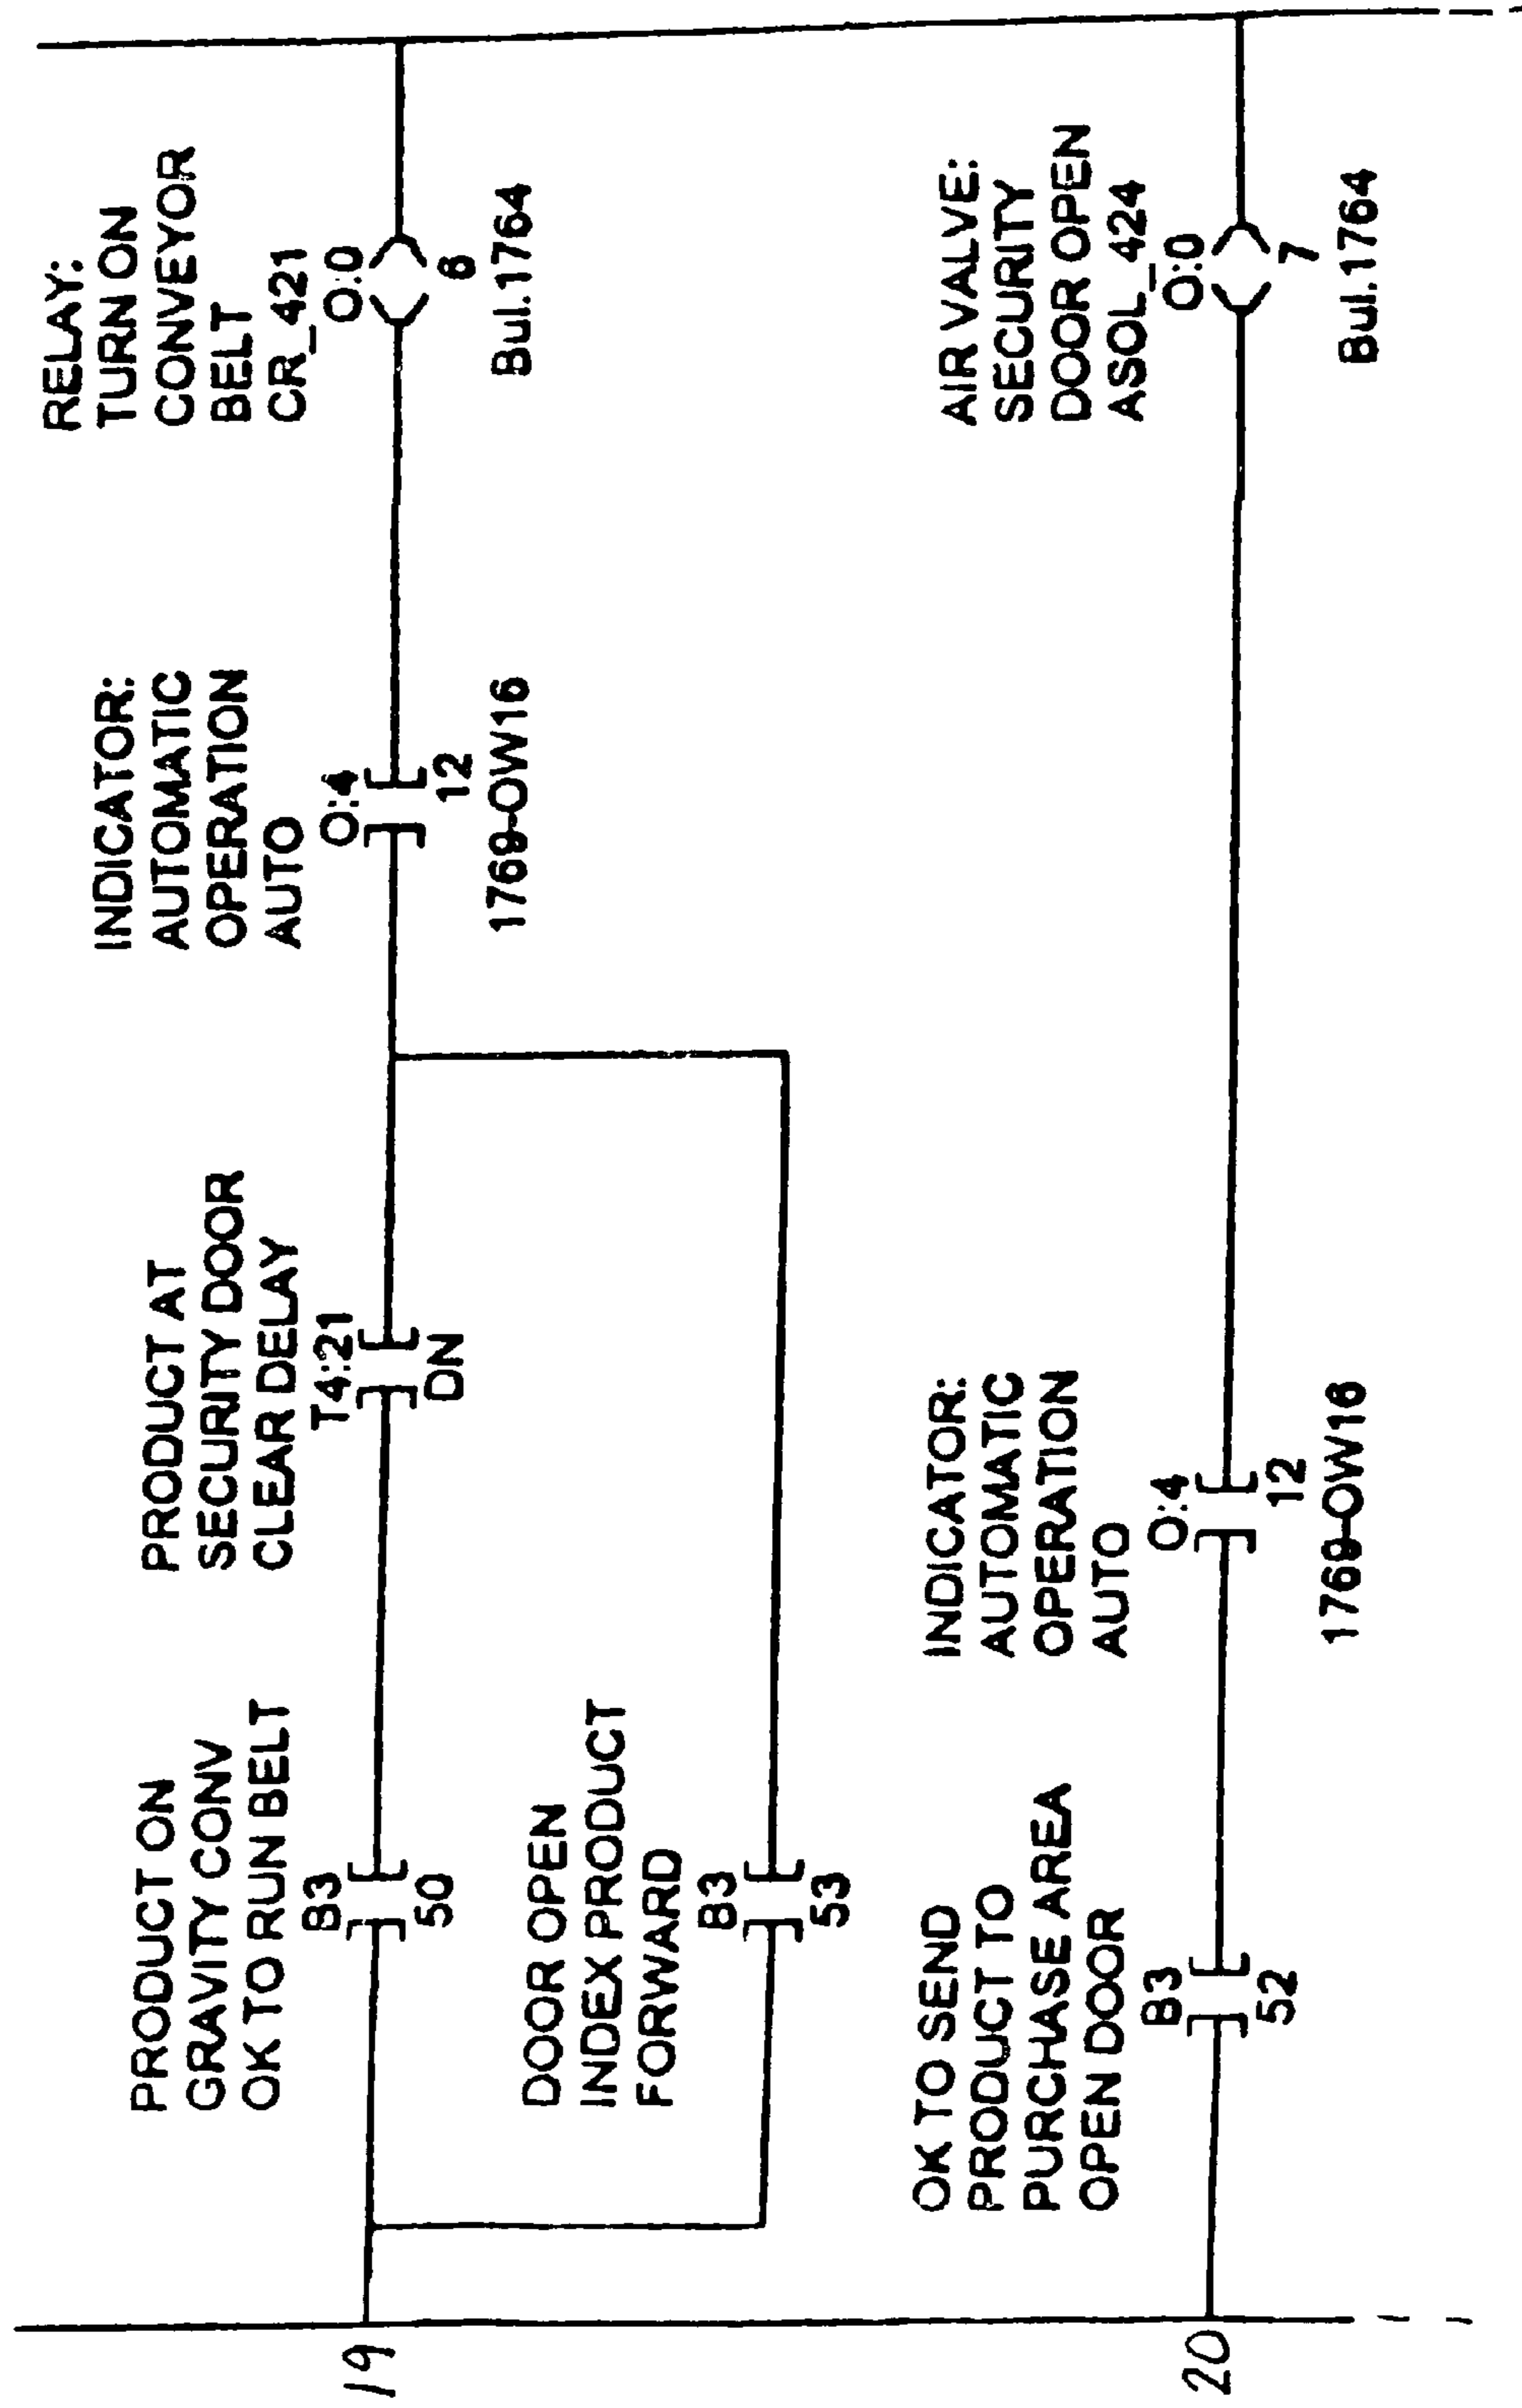 19
PRODUCT ON
GRAVITY CONV
OK TO RUN BELT
B3
50
PRODUCT AT
SECURITY DOOR
CLEAR DELAY
T4:21
DN
INDICATOR:
AUTOMATIC
OPERATION
AUTO
O:4
12
1769-OW16
RELAY:
TURN ON
CONVEYOR
BELT
CR_421
O:0
8
Bul.1764
DOOR OPEN
INDEX PRODUCT
FORWARD
B3
53
20
OK TO SEND
PRODUCT TO
PURCHASE AREA
OPEN DOOR
B3
52
INDICATOR:
AUTOMATIC
OPERATION
AUTO
O:4
12
1769-OW16
AIR VALVE:
SECURITY
DOOR OPEN
ASOL_424
O:0
7
Bul.1764